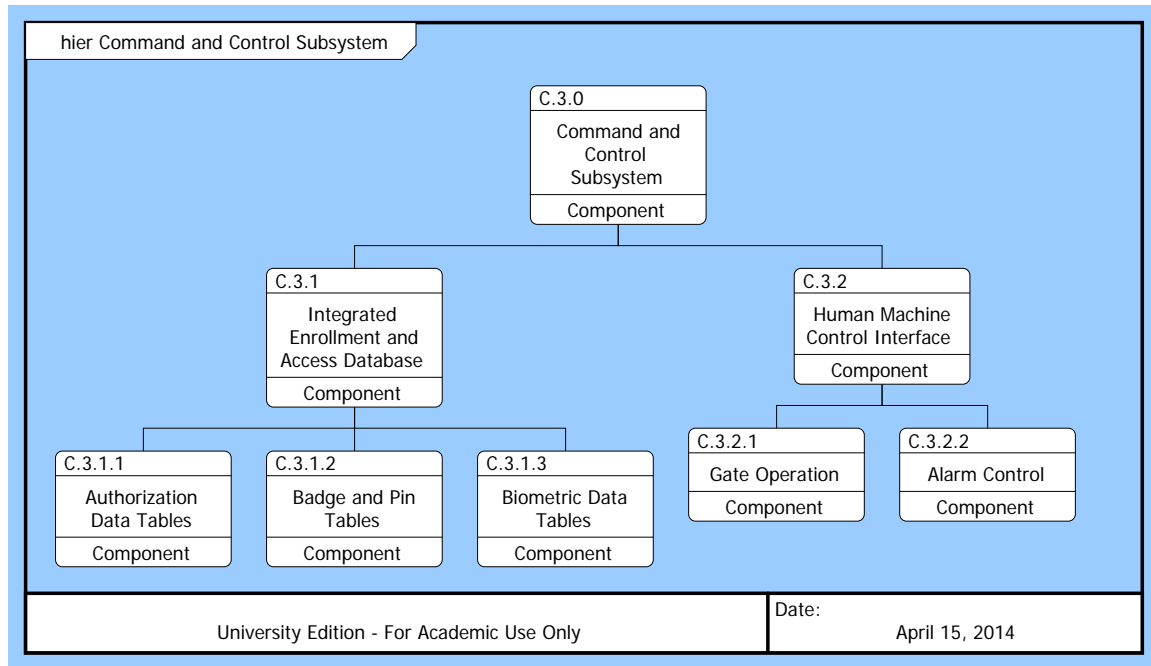 hier Command and Control Subsystem
C.3.0
Command and
Control
Subsystem
Component
C.3.1
Integrated
Enrollment and
Access Database
Component
C.3.2
Human Machine
Control Interface
Component
C.3.1.1
Authorization
Data Tables
Component
C.3.1.2
Badge and Pin
Tables
Component
C.3.1.3
Biometric Data
Tables
Component
C.3.2.1
Gate Operation
Component
C.3.2.2
Alarm Control
Component
University Edition - For Academic Use Only
Date:
April 15, 2014